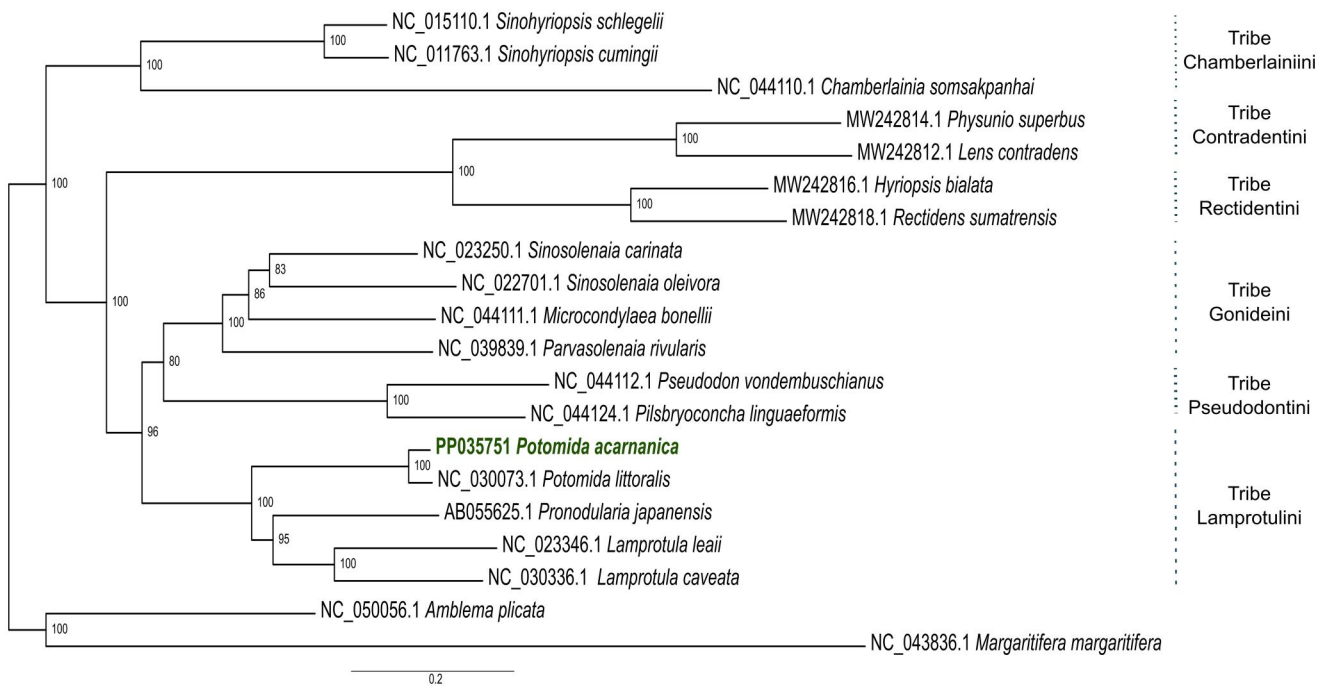 NC_015110.1 Sinohyriopsis schlegelii
100
NC_011763.1 Sinohyriopsis cumingii
100
NC_044110.1 Chamberlainia somsakpanhai
Tribe
Chamberlainiini
MW242814.1 Physunio superbus
100
MW242812.1 Lens contradens
Tribe
Contradentini
100
100
MW242816.1 Hyriopsis bialata
100
MW242818.1 Rectidens sumatrensis
Tribe
Rectidentini
NC_023250.1 Sinosolenaia carinata
83
NC_022701.1 Sinosolenaia oleivora
86
NC_044111.1 Microcondylaea bonellii
100
NC_039839.1 Parvasolenaia rivularis
Tribe
Gonideini
100
80
NC_044112.1 Pseudodon vondembuschianus
100
NC_044124.1 Pilsbryoconcha linguaeformis
Tribe
Pseudodontini
96
PP035751 Potomida acarnanica
100
NC_030073.1 Potomida littoralis
100
AB055625.1 Pronodularia japanensis
95
NC_023346.1 Lamprotula leaii
100
NC_030336.1 Lamprotula caveata
Tribe
Lamprotulini
NC_050056.1 Amblema plicata
100
NC_043836.1 Margaritifera margaritifera
0.2